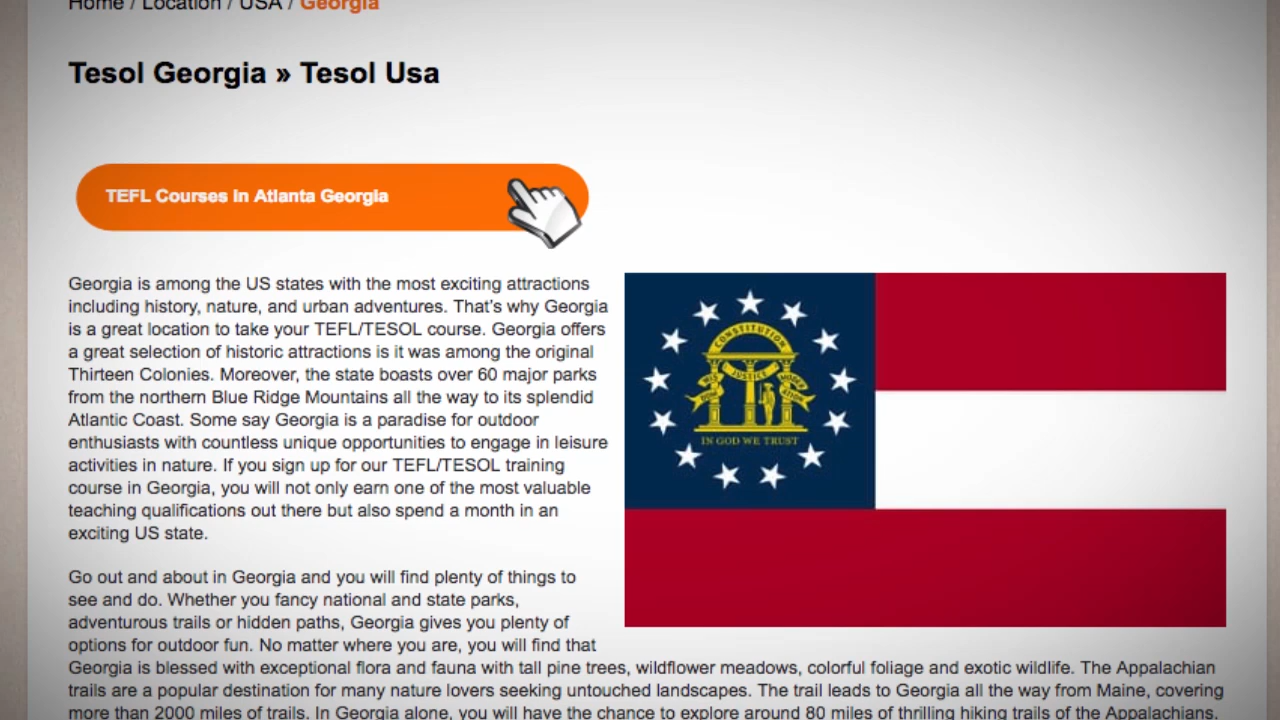 Home / Location / USA / Georgia
Tesol Georgia » Tesol Usa
TEFL Courses in Atlanta Georgia
Georgia is among the US states with the most exciting attractions
including history, nature, and urban adventures. That's why Georgia
is a great location to take your TEFL/TESOL course. Georgia offers
a great selection of historic attractions is it was among the original
Thirteen Colonies. Moreover, the state boasts over 60 major parks
from the northern Blue Ridge Mountains all the way to its splendid
Atlantic Coast. Some say Georgia is a paradise for outdoor
enthusiasts with countless unique opportunities to engage in leisure
activities in nature. If you sign up for our TEFL/TESOL training
course in Georgia, you will not only earn one of the most valuable
teaching qualifications out there but also spend a month in an
exciting US state.
CONSTITUTION
WIS
DOM
JUSTICE
MODER
ATION
IN GOD WE TRUST
Go out and about in Georgia and you will find plenty of things to
see and do. Whether you fancy national and state parks,
adventurous trails or hidden paths, Georgia gives you plenty of
options for outdoor fun. No matter where you are, you will find that
Georgia is blessed with exceptional flora and fauna with tall pine trees, wildflower meadows, colorful foliage and exotic wildlife. The Appalachian
trails are a popular destination for many nature lovers seeking untouched landscapes. The trail leads to Georgia all the way from Maine, covering
more than 2000 miles of trails. In Georgia alone, you will have the chance to explore around 80 miles of thrilling hiking trails of the Appalachians.